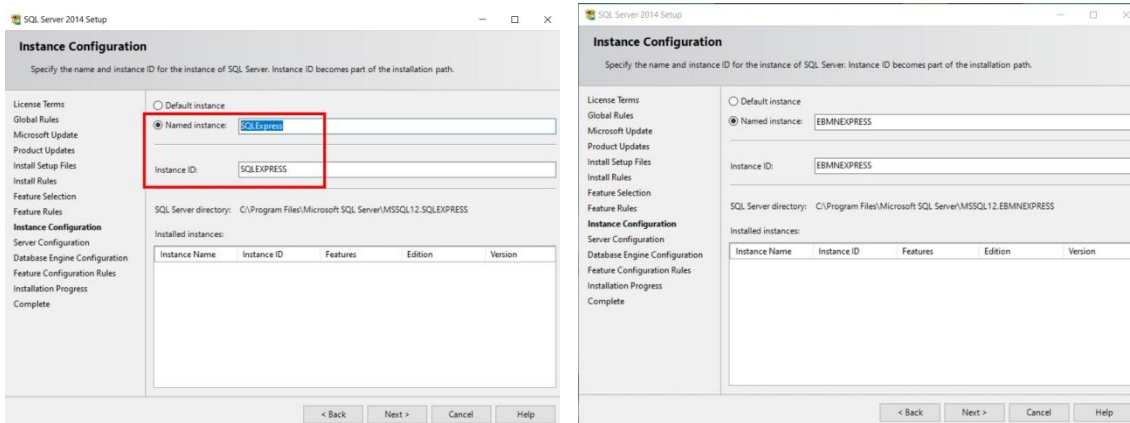 SQL Server 2014 Setup
Instance Configuration
Specify the name and instance ID for the instance of SQL Server. Instance ID becomes part of the installation path.
License Terms
Global Rules
Microsoft Update
Product Updates
Install Setup Files
Install Rules
Feature Selection
Feature Rules
Instance Configuration
Server Configuration
Database Engine Configuration
Feature Configuration Rules
Installation Progress
Complete
Default instance
Named instance: SQLExpress
Instance ID: SQLEXPRESS
SQL Server directory: C:\Program Files\Microsoft SQL Server\MSSQL12.SQLEXPRESS
Installed instances:
Instance Name Instance ID Features Edition Version
< Back Next > Cancel Help
SQL Server 2014 Setup
Instance Configuration
Specify the name and instance ID for the instance of SQL Server. Instance ID becomes part of the installation path.
License Terms
Global Rules
Microsoft Update
Product Updates
Install Setup Files
Install Rules
Feature Selection
Feature Rules
Instance Configuration
Server Configuration
Database Engine Configuration
Feature Configuration Rules
Installation Progress
Complete
Default instance
Named instance: EBMNEXPRESS
Instance ID: EBMNEXPRESS
SQL Server directory: C:\Program Files\Microsoft SQL Server\MSSQL12.EBMNEXPRESS
Installed instances:
Instance Name Instance ID Features Edition Version
< Back Next > Cancel Help